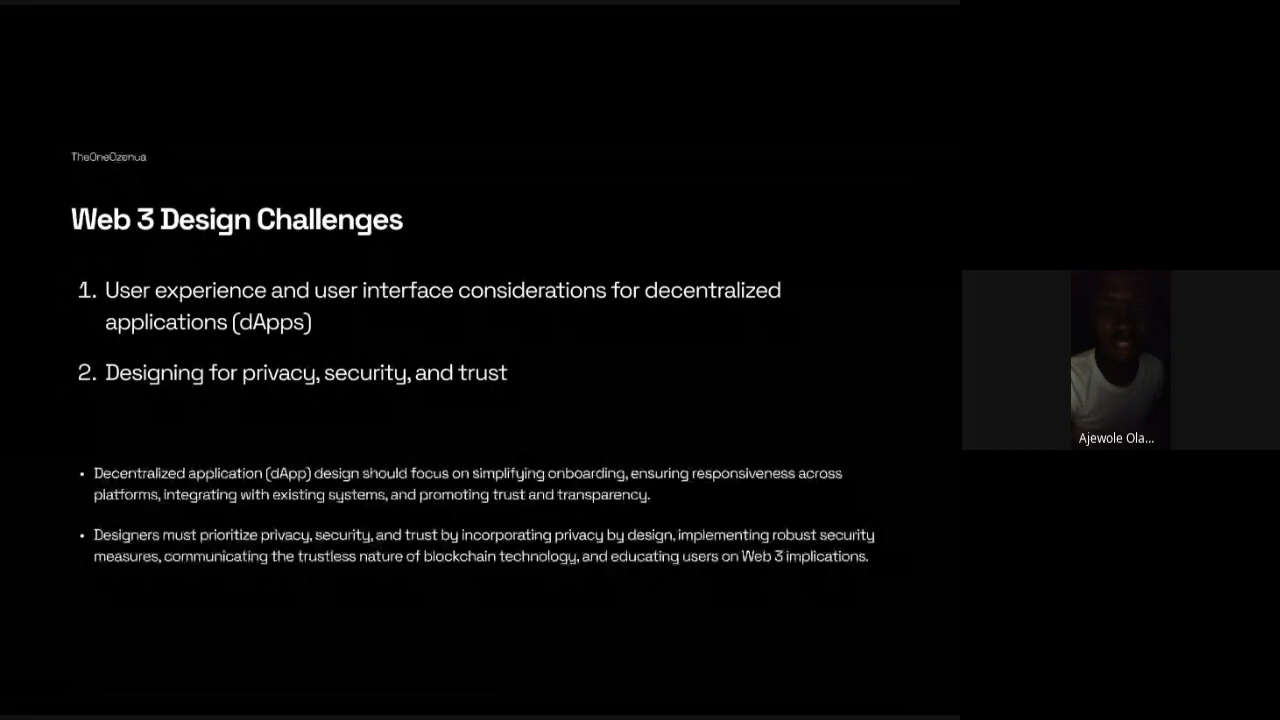 TheOneOzenua
Web 3 Design Challenges
1. User experience and user interface considerations for decentralized
applications (dApps)
2. Designing for privacy, security, and trust
• Decentralized application (dApp) design should focus on simplifying onboarding, ensuring responsiveness across
platforms, integrating with existing systems, and promoting trust and transparency.
• Designers must prioritize privacy, security, and trust by incorporating privacy by design, implementing robust security
measures, communicating the trustless nature of blockchain technology, and educating users on Web 3 implications.
Ajewole Ola...